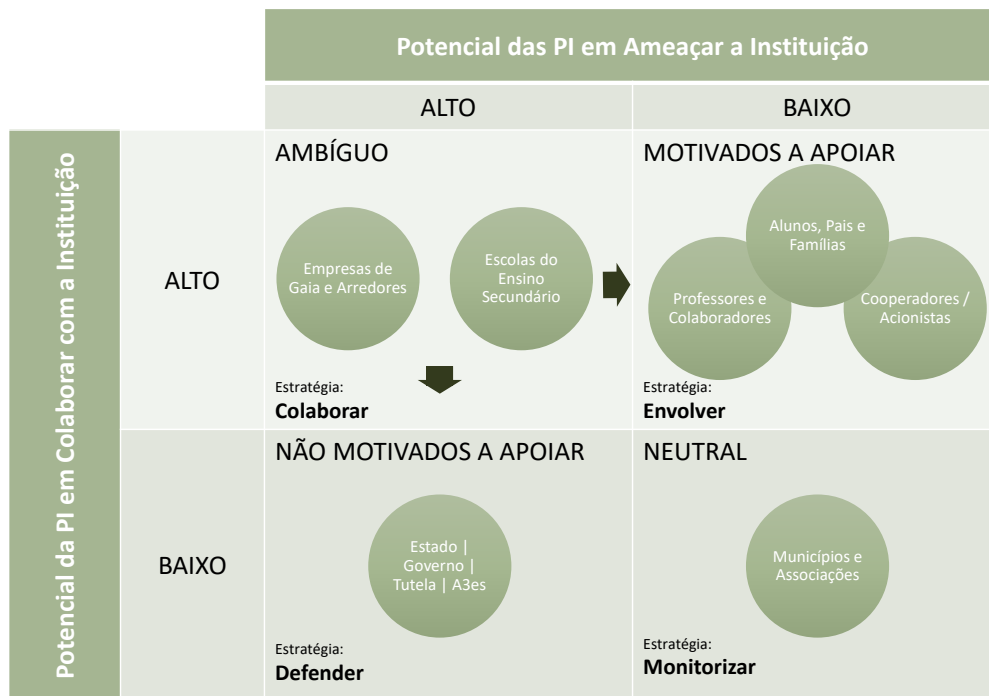 Potencial das PI em Ameaçar a Instituição
ALTO
BAIXO
Potencial da PI em Colaborar com a Instituição
ALTO
AMBÍGUO
Empresas de
Gaia e Arredores
Escolas do
Ensino
Secundário
Estratégia:
Colaborar
MOTIVADOS A APOIAR
Alunos, Pais e
Famílias
Professores e
Colaboradores
Cooperadores /
Acionistas
Estratégia:
Envolver
BAIXO
NÃO MOTIVADOS A APOIAR
Estado |
Governo |
Tutela | A3es
Estratégia:
Defender
NEUTRAL
Municípios e
Associações
Estratégia:
Monitorizar